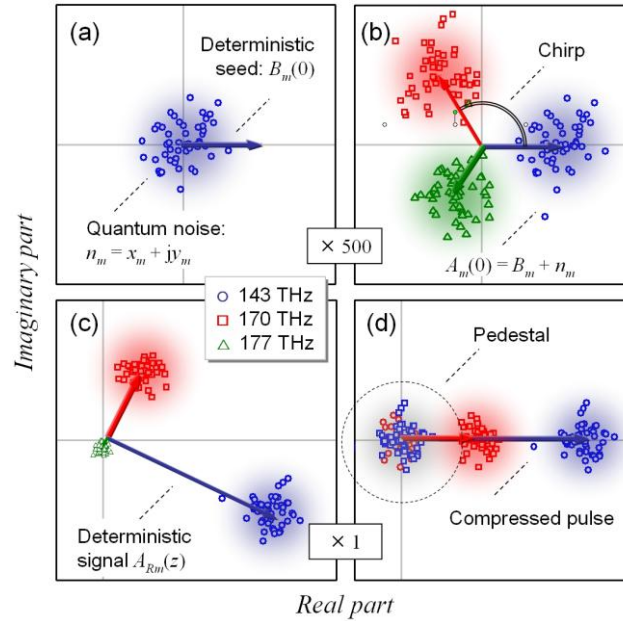 (a)
Deterministic
seed: B_m(0)
Quantum noise:
n_m = x_m + jy_m
(b)
Chirp
× 500
A_m(0) = B_m + n_m
143 THz
170 THz
177 THz
(c)
Deterministic
signal A_Rm(z)
(d)
Pedestal
Compressed pulse
× 1
Imaginary part
Real part